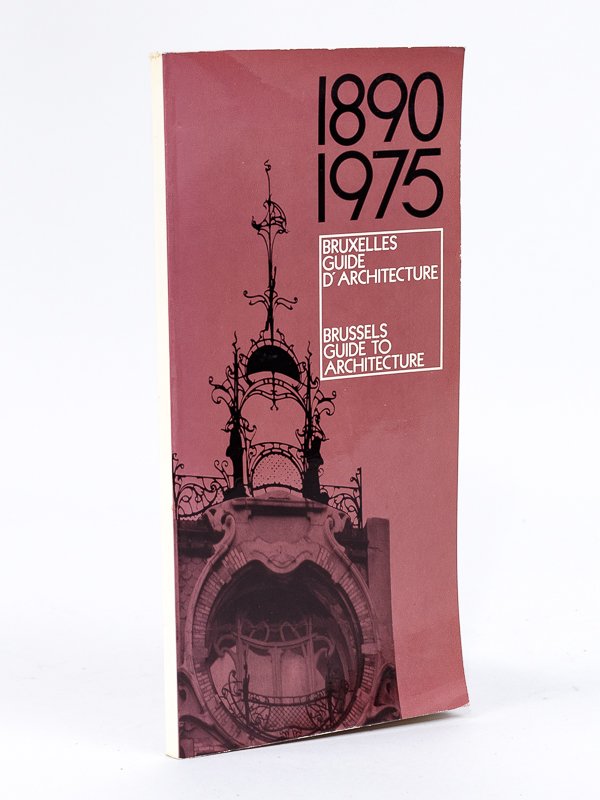 1890
1975
BRUXELLES
GUIDE
D'ARCHITECTURE
BRUSSELS
GUIDE TO
ARCHITECTURE